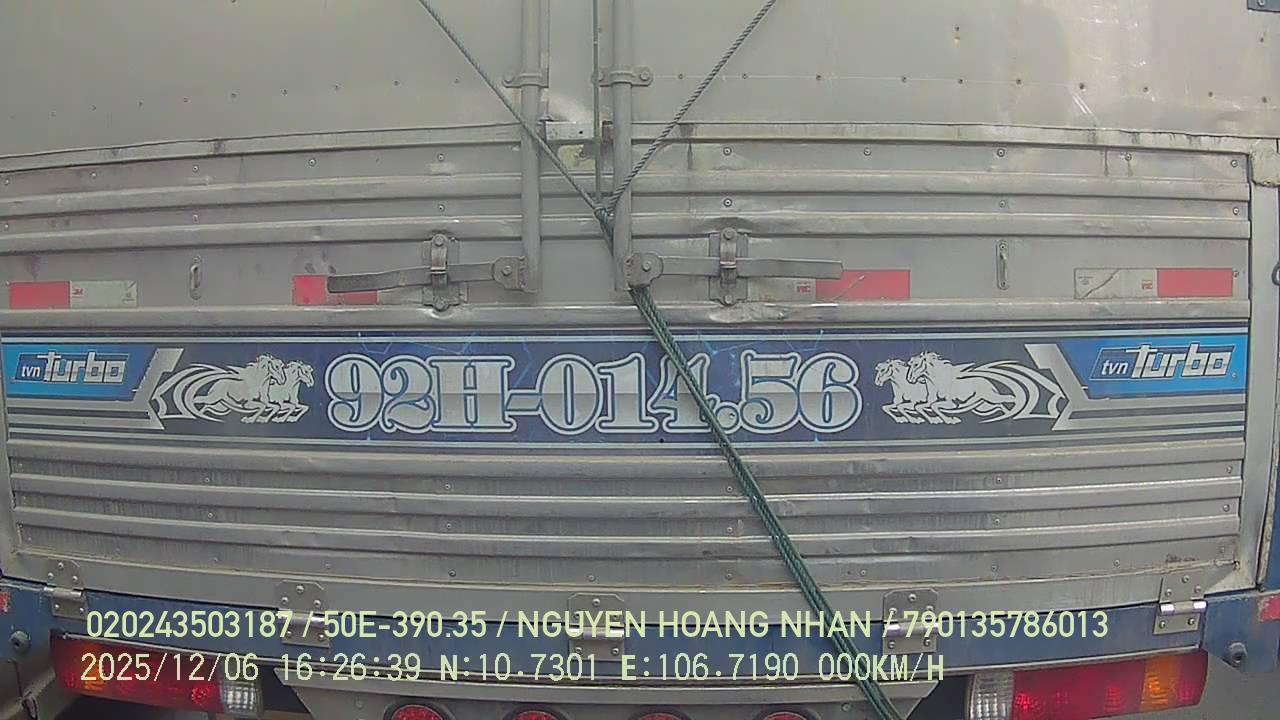 tvn turbo
92H-014.56
tvn turbo
020243503187 / 50E-390.35 / NGUYEN HOANG NHAN / 790135786013
2025/12/06 16:26:39 N:10.7301 E:106.7190 000KM/H